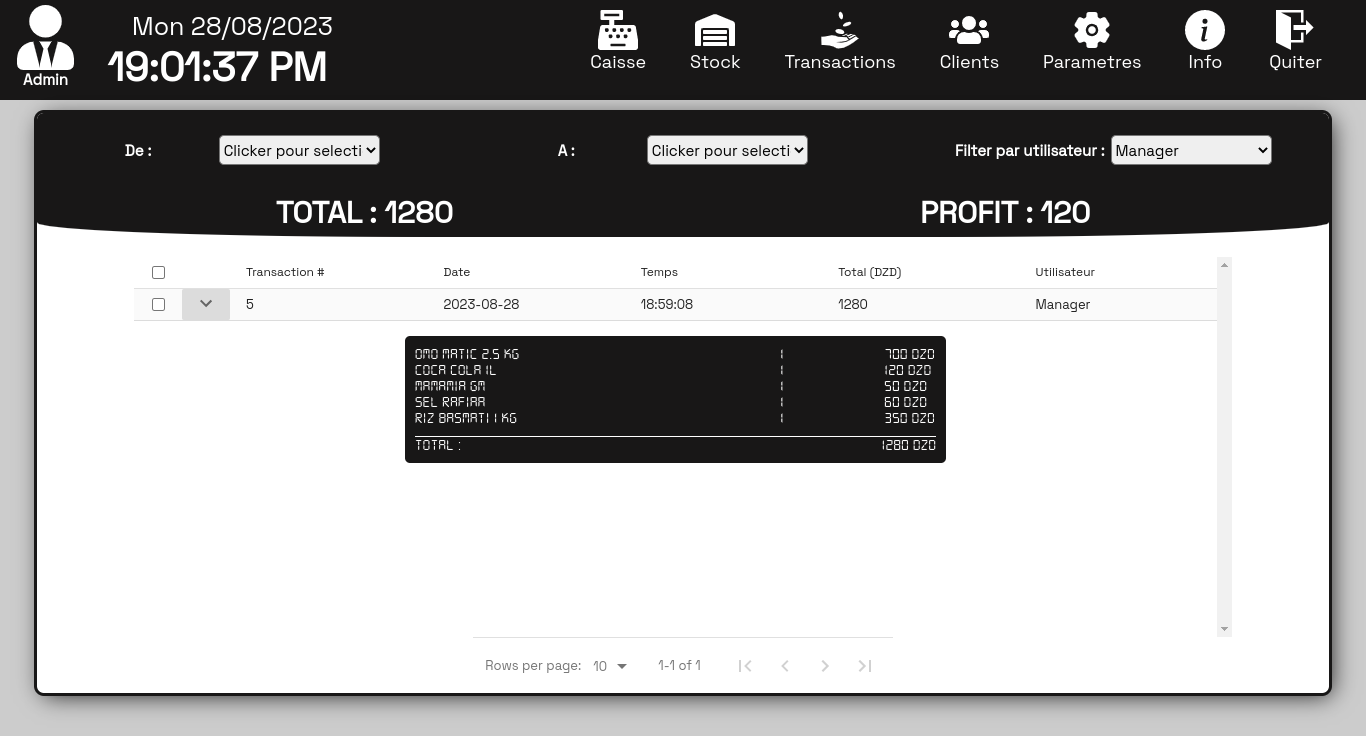 Mon 28/08/2023
19:01:37 PM
Admin
Caisse Stock Transactions Clients Parametres Info Quiter
De : Clicker pour selecti A : Clicker pour selecti Filter par utilisateur : Manager
TOTAL : 1280 PROFIT : 120
Transaction # Date Temps Total (DZD) Utilisateur
5 2023-08-28 18:59:08 1280 Manager
OMO MATIC 2.5 KG 1 700 DZD
COCA COLA 1L 1 120 DZD
MAMAMIA GM 1 50 DZD
SEL RAFIAA 1 60 DZD
RIZ BASMATI 1 KG 1 350 DZD
TOTAL : 1280 DZD
Rows per page: 10 1-1 of 1